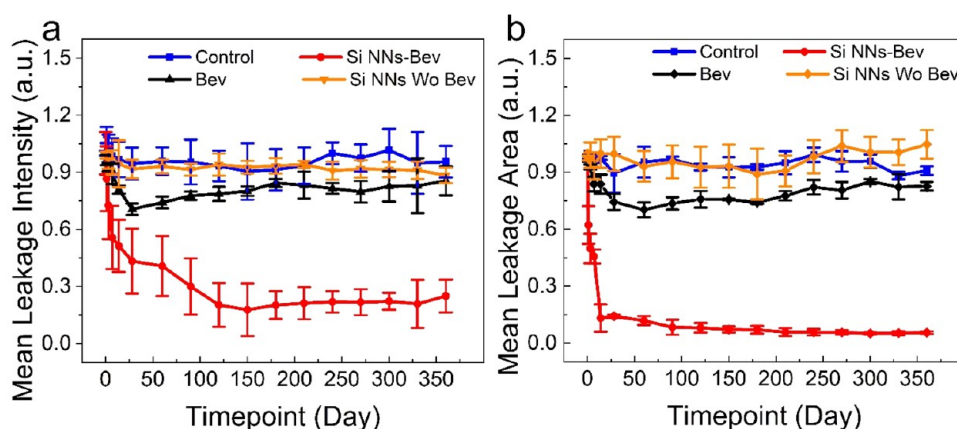 a
Control
Si NNs-Bev
Bev
Si NNs Wo Bev
Mean Leakage Intensity (a.u.)
1.5
1.2
0.9
0.6
0.3
0.0
0 50 100 150 200 250 300 350
Timepoint (Day)
b
Control
Si NNs-Bev
Bev
Si NNs Wo Bev
Mean Leakage Area (a.u.)
1.5
1.2
0.9
0.6
0.3
0.0
0 50 100 150 200 250 300 350
Timepoint (Day)